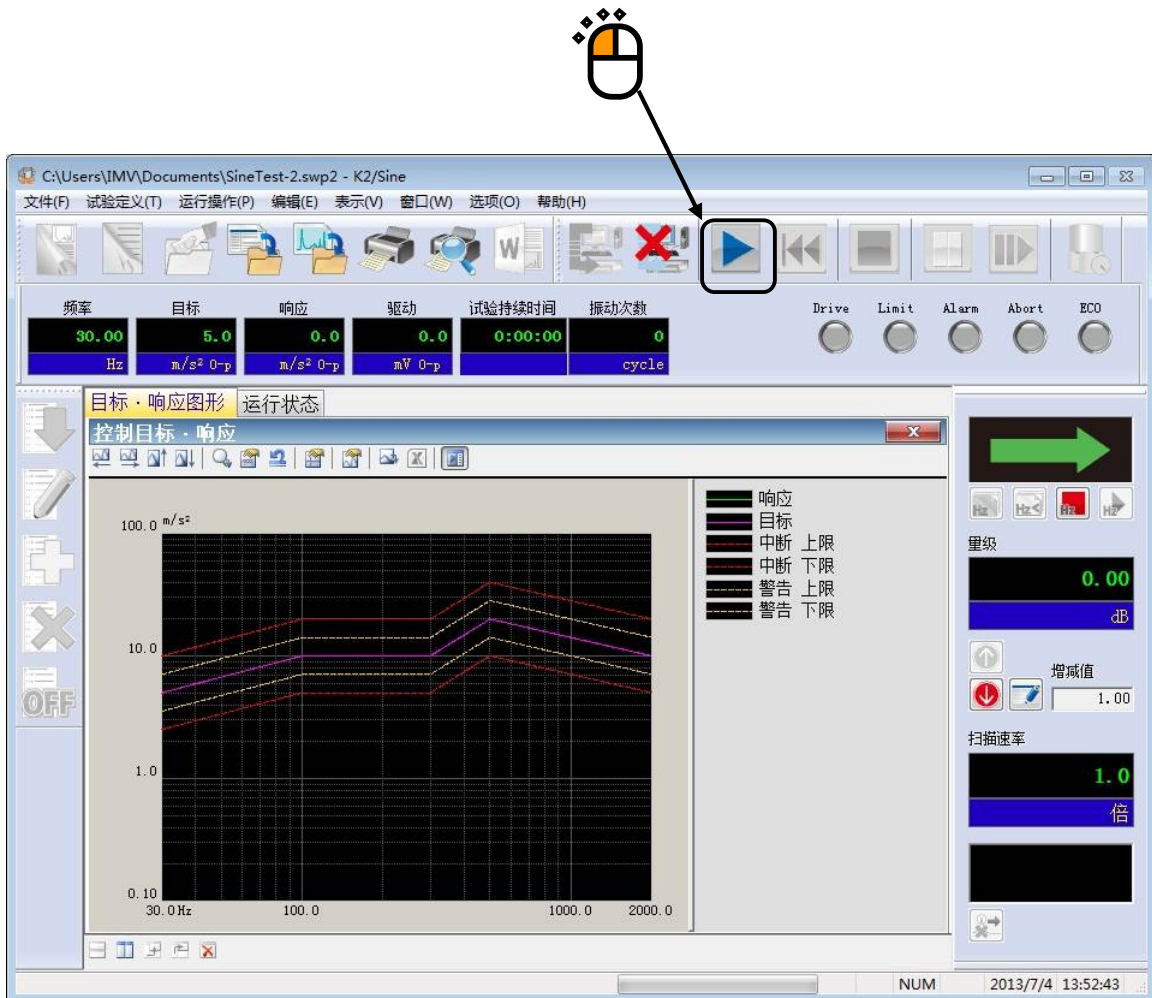 C:\Users\IMV\Documents\SineTest-2.swp2 - K2/Sine
文件(F) 试验定义(T) 运行操作(P) 编辑(E) 表示(V) 窗口(W) 选项(O) 帮助(H)
W
频率 目标 响应 驱动 试验持续时间 振动次数 Drive Limit Alarm Abort ECO
30.00 5.0 0.0 0.0 0:00:00 0
Hz m/s² 0-p m/s² 0-p mV 0-p cycle
目标・响应图形 运行状态
控制目标・响应
100.0 m/s²
10.0
1.0
0.10
30.0Hz 100.0 1000.0 2000.0
响应
目标
中断 上限
中断 下限
警告 上限
警告 下限
OFF
Hz Hz< Hz Hz
量级
0.00
dB
增减值
1.00
扫描速率
1.0
倍
NUM 2013/7/4 13:52:43